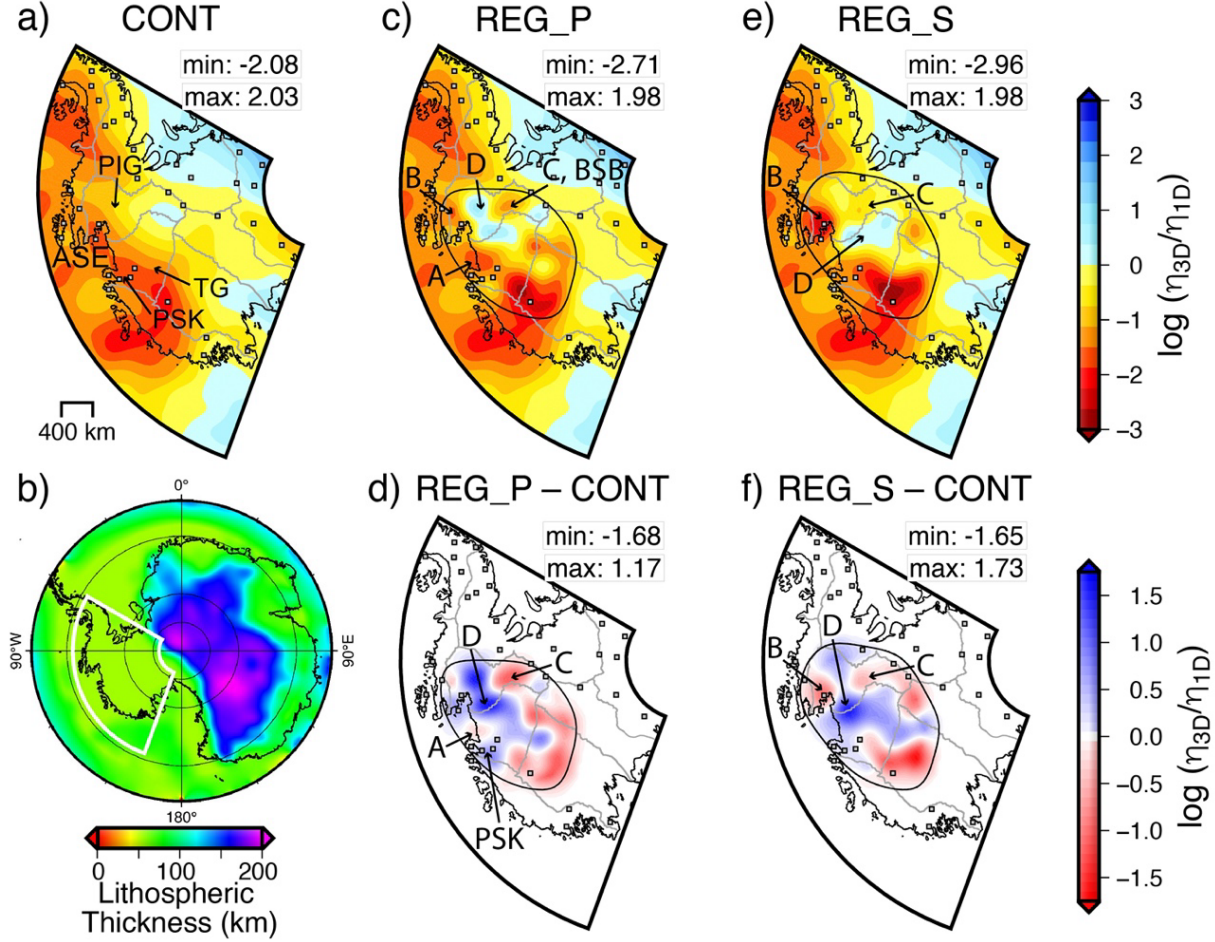 a) CONT
min: -2.08
max: 2.03
PIG
ASE
TG
PSK
400 km
c) REG_P
min: -2.71
max: 1.98
D
C, BSB
B
A
e) REG_S
min: -2.96
max: 1.98
B
C
D
3
2
1
0
−1
−2
−3
log (η3D/η1D)
b)
0°
90°W
90°E
180°
0 100 200
Lithospheric
Thickness (km)
d) REG_P – CONT
min: -1.68
max: 1.17
D
C
A
PSK
f) REG_S – CONT
min: -1.65
max: 1.73
D
B
C
1.5
1.0
0.5
0.0
−0.5
−1.0
−1.5
log (η3D/η1D)